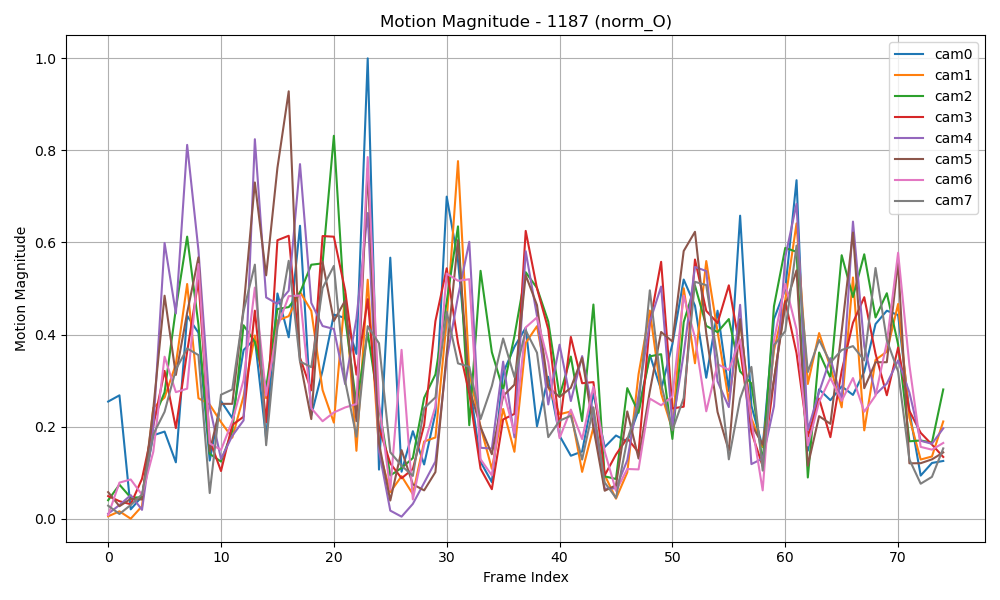 Motion Magnitude - 1187 (norm_O)
Motion Magnitude
1.0
0.8
0.6
0.4
0.2
0.0
0 10 20 30 40 50 60 70
Frame Index
cam0
cam1
cam2
cam3
cam4
cam5
cam6
cam7